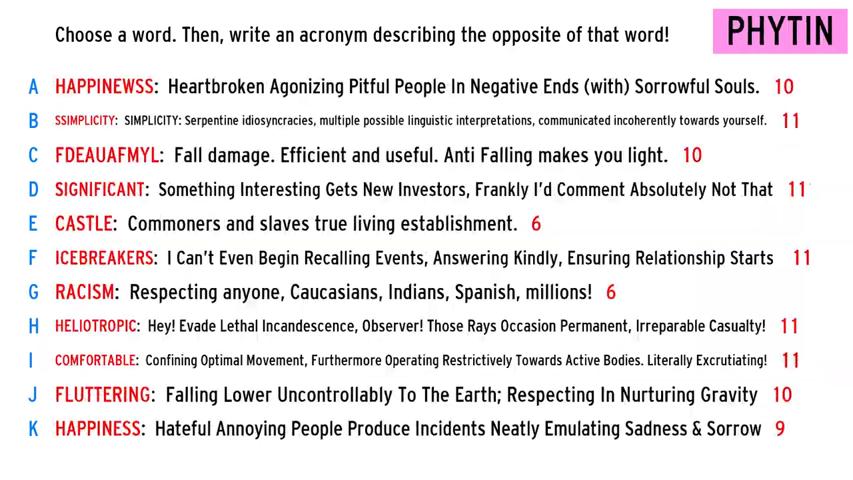 Choose a word. Then, write an acronym describing the opposite of that word!
PHYTIN
A HAPPINEWSS: Heartbroken Agonizing Pitful People In Negative Ends (with) Sorrowful Souls. 10
B SSIMPLICITY: SIMPLICITY: Serpentine idiosyncracies, multiple possible linguistic interpretations, communicated incoherently towards yourself. 11
C FDEAUAFMYL: Fall damage. Efficient and useful. Anti Falling makes you light. 10
D SIGNIFICANT: Something Interesting Gets New Investors, Frankly I'd Comment Absolutely Not That 11
E CASTLE: Commoners and slaves true living establishment. 6
F ICEBREAKERS: I Can't Even Begin Recalling Events, Answering Kindly, Ensuring Relationship Starts 11
G RACISM: Respecting anyone, Caucasians, Indians, Spanish, millions! 6
H HELIOTROPIC: Hey! Evade Lethal Incandescence, Observer! Those Rays Occasion Permanent, Irreparable Casualty! 11
I COMFORTABLE: Confining Optimal Movement, Furthermore Operating Restrictively Towards Active Bodies. Literally Excrutiating! 11
J FLUTTERING: Falling Lower Uncontrollably To The Earth; Respecting In Nurturing Gravity 10
K HAPPINESS: Hateful Annoying People Produce Incidents Neatly Emulating Sadness & Sorrow 9